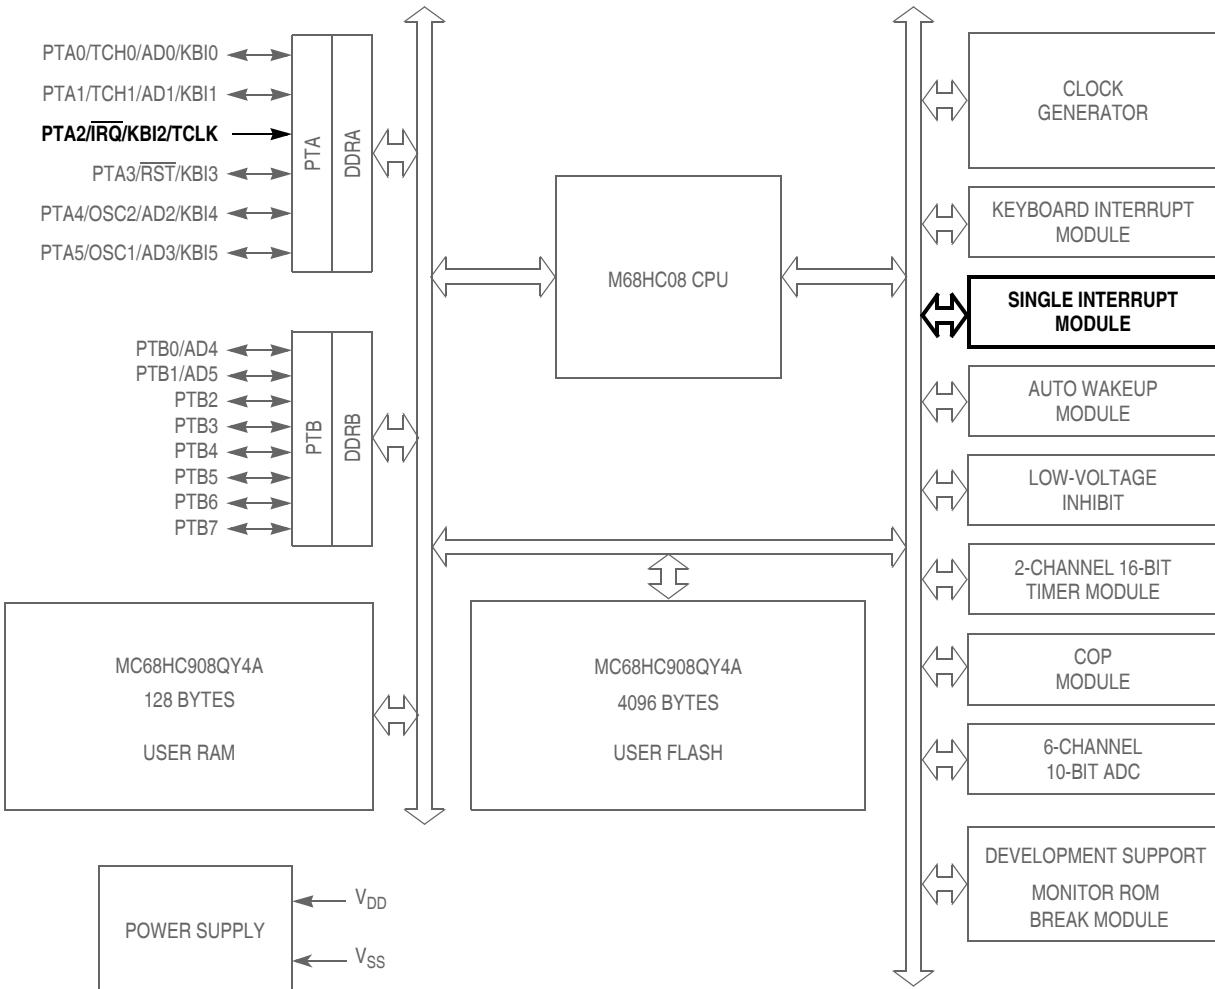 PTA0/TCH0/AD0/KBI0
PTA1/TCH1/AD1/KBI1
PTA2/IRQ/KBI2/TCLK
PTA3/RST/KBI3
PTA4/OSC2/AD2/KBI4
PTA5/OSC1/AD3/KBI5
PTA
DDRA
PTB0/AD4
PTB1/AD5
PTB2
PTB3
PTB4
PTB5
PTB6
PTB7
PTB
DDRB
M68HC08 CPU
MC68HC908QY4A
128 BYTES
USER RAM
MC68HC908QY4A
4096 BYTES
USER FLASH
POWER SUPPLY
VDD
VSS
CLOCK
GENERATOR
KEYBOARD INTERRUPT
MODULE
SINGLE INTERRUPT
MODULE
AUTO WAKEUP
MODULE
LOW-VOLTAGE
INHIBIT
2-CHANNEL 16-BIT
TIMER MODULE
COP
MODULE
6-CHANNEL
10-BIT ADC
DEVELOPMENT SUPPORT
MONITOR ROM
BREAK MODULE